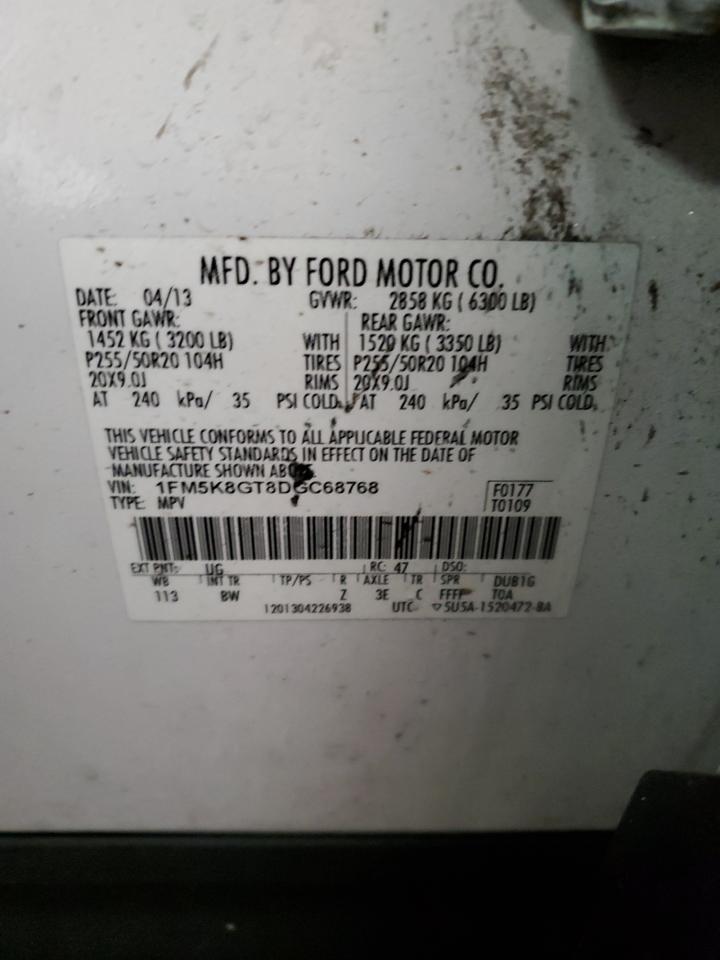 MFD. BY FORD MOTOR CO.
DATE: 04/13 GVWR: 2858 KG ( 6300 LB)
FRONT GAWR: REAR GAWR:
1452 KG ( 3200 LB) WITH 1520 KG ( 3350 LB) WITH
P255/50R20 104H TIRES P255/50R20 104H TIRES
20X9.0J RIMS 20X9.0J RIMS
AT 240 kPa/ 35 PSI COLD AT 240 kPa/ 35 PSI COLD
THIS VEHICLE CONFORMS TO ALL APPLICABLE FEDERAL MOTOR
VEHICLE SAFETY STANDARDS IN EFFECT ON THE DATE OF
MANUFACTURE SHOWN ABOVE.
VIN: 1FM5K8GT8DGC68768 F0177
TYPE: MPV T0109
EXT PNT: UG RC: 47 DSO:
WB INT TR TP/PS R AXLE TR SPR DUB1G
113 BW Z 3E C FFFF TOA
1201304226938 UTC ▽5U5A-1520472-BA